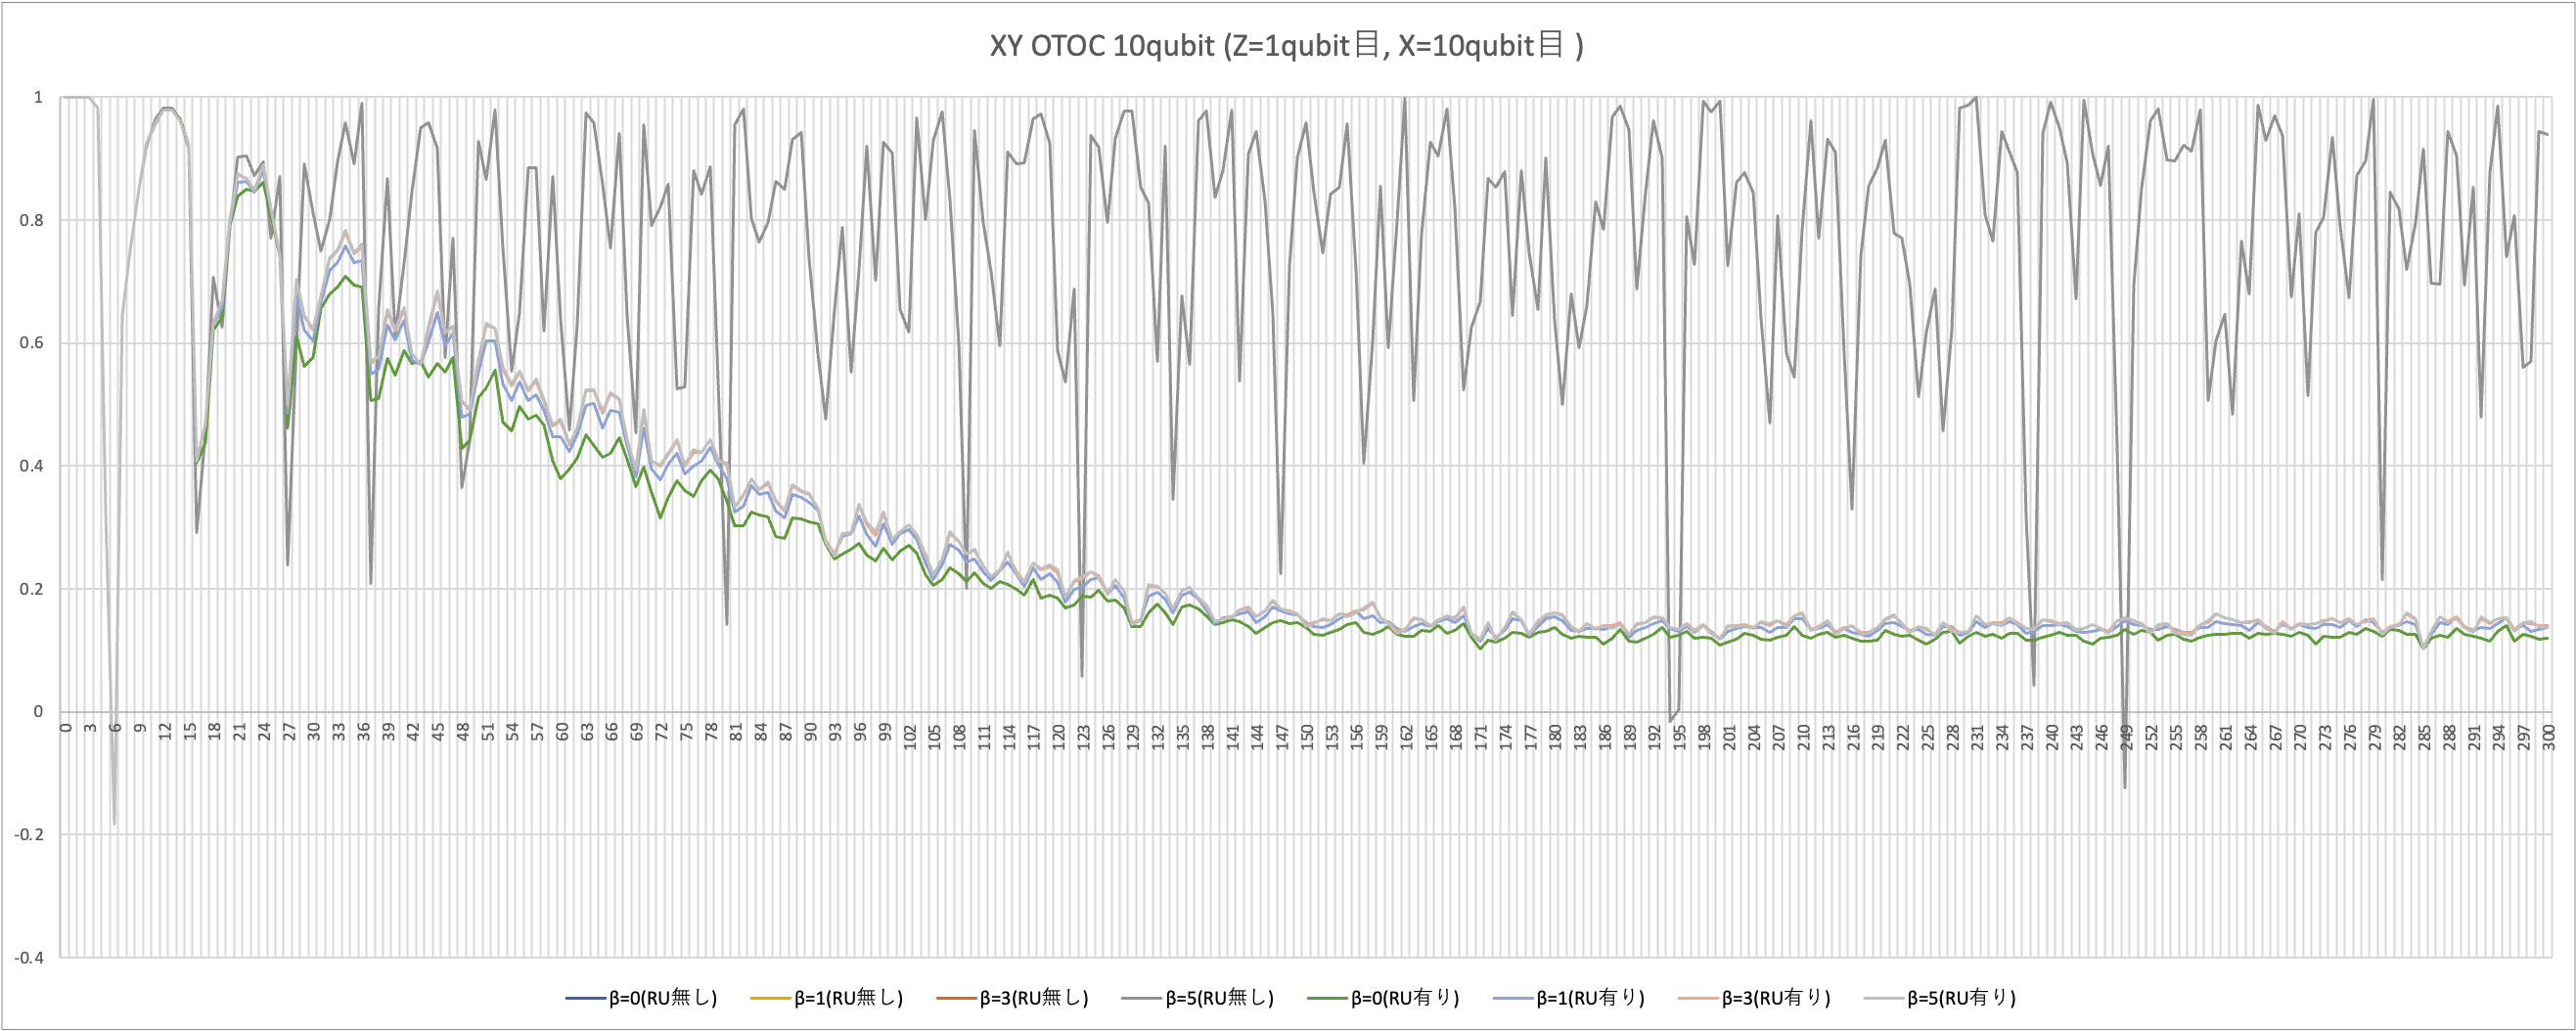 XY OTOC 10qubit (Z=1qubit目, X=10qubit目 )
1
0.8
0.6
0.4
0.2
0
-0.2
-0.4
0 3 6 9 12 15 18 21 24 27 30 33 36 39 42 45 48 51 54 57 60 63 66 69 72 75 78 81 84 87 90 93 96 99 102 105 108 111 114 117 120 123 126 129 132 135 138 141 144 147 150 153 156 159 162 165 168 171 174 177 180 183 186 189 192 195 198 201 204 207 210 213 216 219 222 225 228 231 234 237 240 243 246 249 252 255 258 261 264 267 270 273 276 279 282 285 288 291 294 297 300
β=0(RU無し) β=1(RU無し) β=3(RU無し) β=5(RU無し) β=0(RU有り) β=1(RU有り) β=3(RU有り) β=5(RU有り)